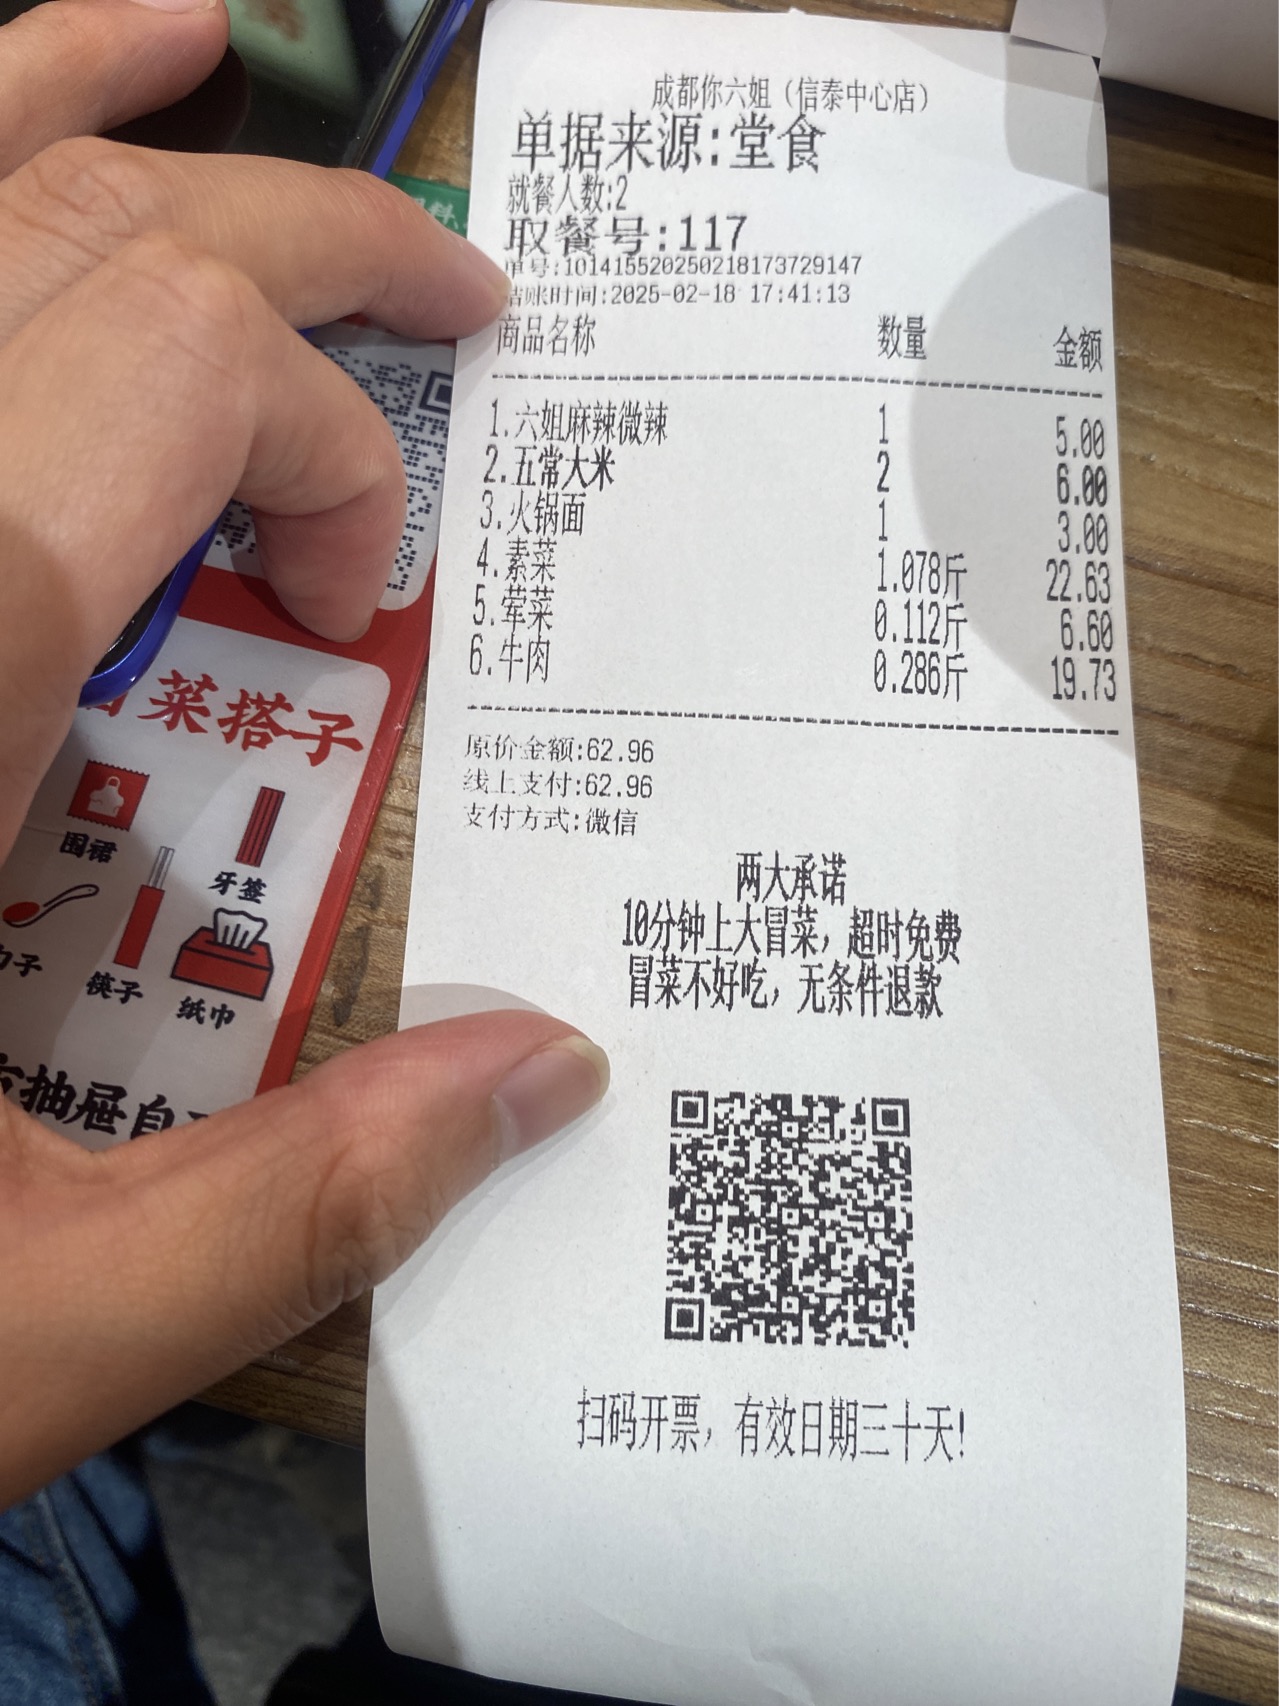 成都你六姐（信泰中心店）
单据来源:堂食
就餐人数:2
取餐号:117
单号:10141552025021817372​9147
结账时间:2025-02-18 17:41:13
商品名称 数量 金额
1.六姐麻辣微辣 1 5.00
2.五常大米 2 6.00
3.火锅面 1 3.00
4.素菜 1.078斤 22.63
5.荤菜 0.112斤 6.60
6.牛肉 0.286斤 19.73
原价金额:62.96
线上支付:62.96
支付方式:微信
两大承诺
10分钟上大冒菜，超时免费
冒菜不好吃，无条件退款
扫码开票，有效日期三十天!
料、
菜搭子
围裙
牙签
子
筷子
纸巾
抽屉自